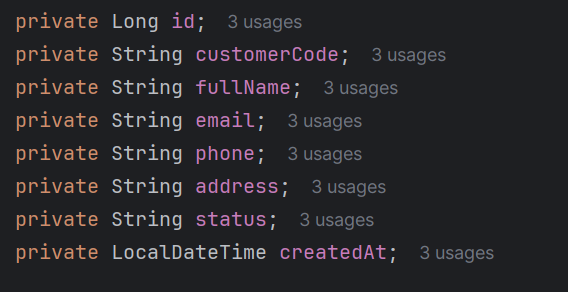 private Long id; 3 usages
private String customerCode; 3 usages
private String fullName; 3 usages
private String email; 3 usages
private String phone; 3 usages
private String address; 3 usages
private String status; 3 usages
private LocalDateTime createdAt; 3 usages